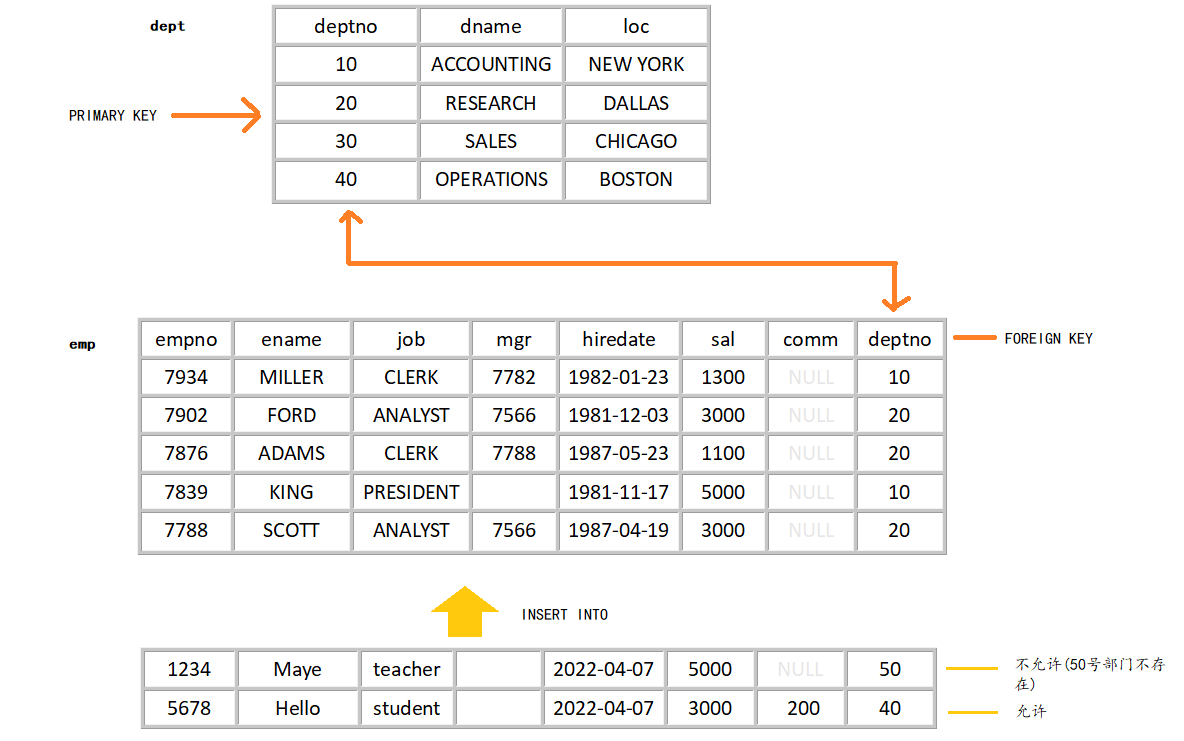 dept
deptno dname loc
10 ACCOUNTING NEW YORK
20 RESEARCH DALLAS
PRIMARY KEY
30 SALES CHICAGO
40 OPERATIONS BOSTON
emp
empno ename job mgr hiredate sal comm deptno
FOREIGN KEY
7934 MILLER CLERK 7782 1982-01-23 1300 NULL 10
7902 FORD ANALYST 7566 1981-12-03 3000 NULL 20
7876 ADAMS CLERK 7788 1987-05-23 1100 NULL 20
7839 KING PRESIDENT 1981-11-17 5000 NULL 10
7788 SCOTT ANALYST 7566 1987-04-19 3000 NULL 20
INSERT INTO
1234 Maye teacher 2022-04-07 5000 NULL 50
不允许(50号部门不存
在)
5678 Hello student 2022-04-07 3000 200 40
允许